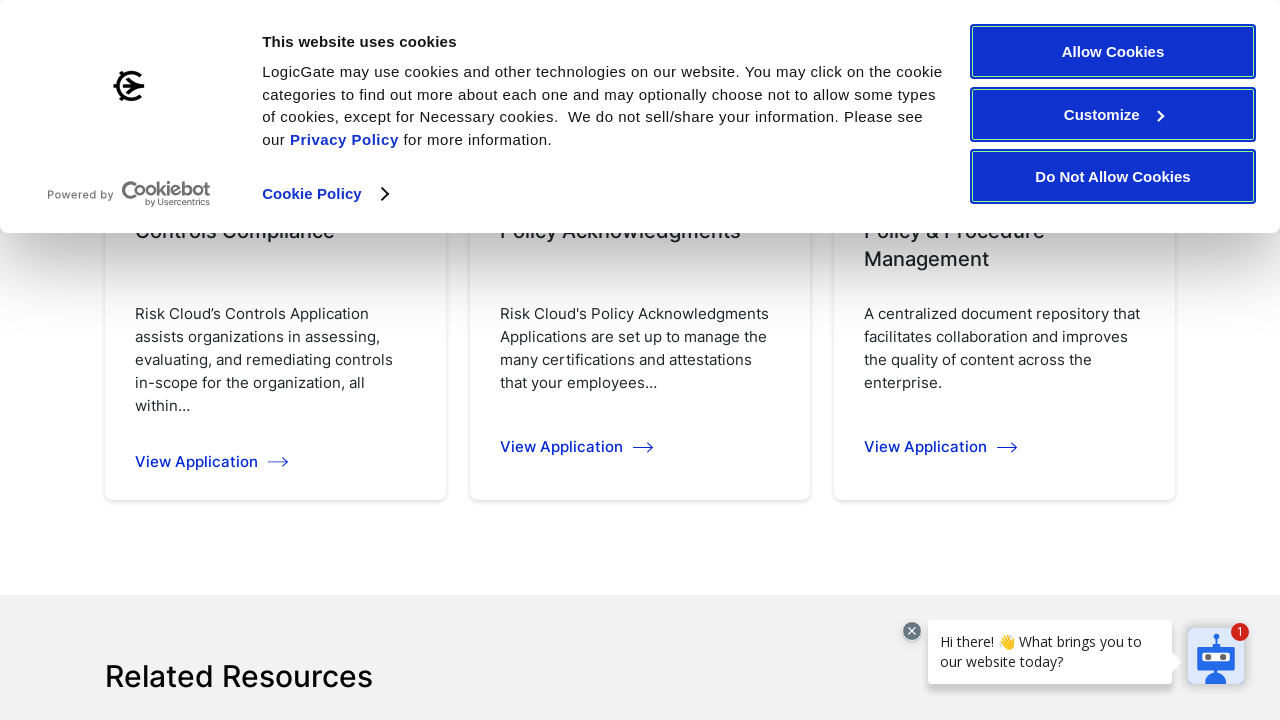 This website uses cookies
LogicGate may use cookies and other technologies on our website. You may click on the cookie
categories to find out more about each one and may optionally choose not to allow some types
of cookies, except for Necessary cookies.  We do not sell/share your information. Please see
our Privacy Policy for more information.
Cookie Policy
Powered by Cookiebot
by Usercentrics
Allow Cookies
Customize
Do Not Allow Cookies
Controls Compliance
Risk Cloud’s Controls Application
assists organizations in assessing,
evaluating, and remediating controls
in-scope for the organization, all
within...
View Application
Policy Acknowledgments
Risk Cloud's Policy Acknowledgments
Applications are set up to manage the
many certifications and attestations
that your employees...
View Application
Policy & Procedure
Management
A centralized document repository that
facilitates collaboration and improves
the quality of content across the
enterprise.
View Application
Related Resources
Hi there! 👋 What brings you to
our website today?
1